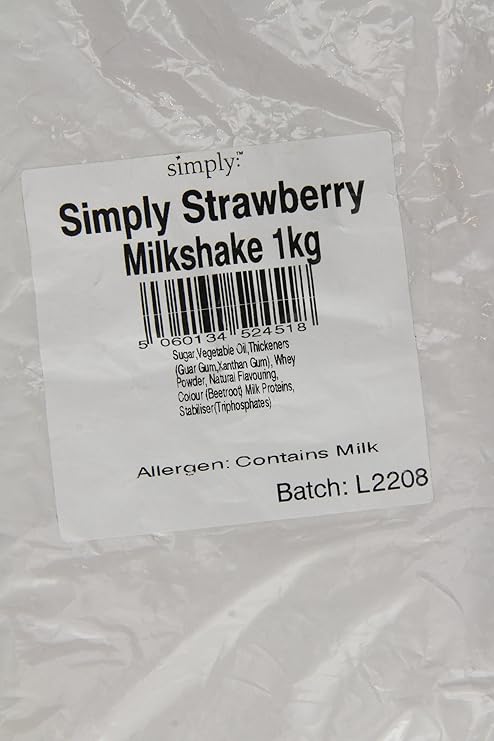 simply:™
Simply Strawberry
Milkshake 1kg
5 060134 524518
Sugar,Vegetable Oil,Thickeners
(Guar Gum,Xanthan Gum), Whey
Powder, Natural Flavouring,
Colour (Beetroot) Milk Proteins,
Stabiliser(Triphosphates)
Allergen: Contains Milk
Batch: L2208